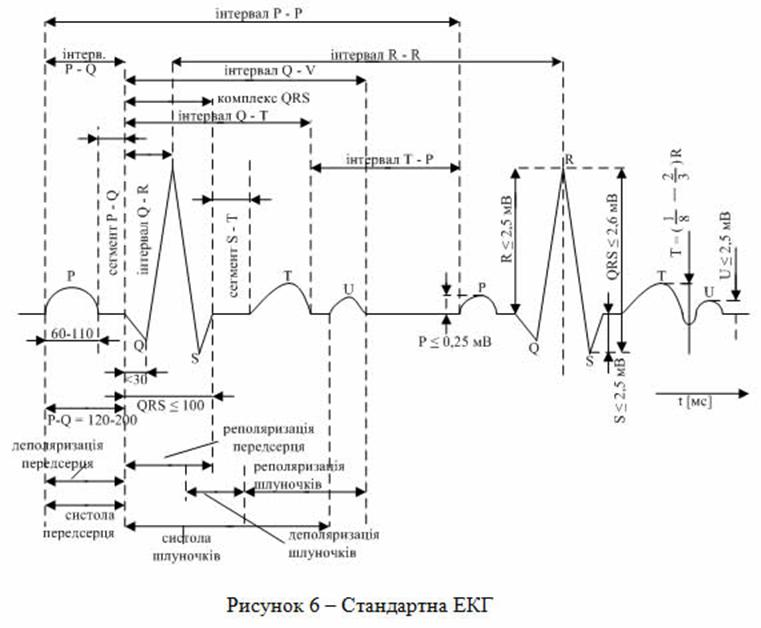 інтервал P - P
інтерв.
P - Q
інтервал R - R
інтервал Q - V
комплекс QRS
інтервал Q - T
інтервал T - P
сегмент P - Q
інтервал Q - R
сегмент S - T
P
Q
S
T
U
60-110
<30
QRS ≤ 100
P-Q = 120-200
P ≤ 0,25 мВ
P
Q
R
S
T
U
R ≤ 2,5 мВ
QRS ≤ 2,6 мВ
S ≤ 2,5 мВ
T = ( 1/8 — 2/3 ) R
U ≤ 2,5 мВ
t [мс]
деполяризація
передсерця
реполяризація
передсерця
реполяризація
шлуночків
систола
передсерця
систола
шлуночків
деполяризація
шлуночків
Рисунок 6 – Стандартна ЕКГ